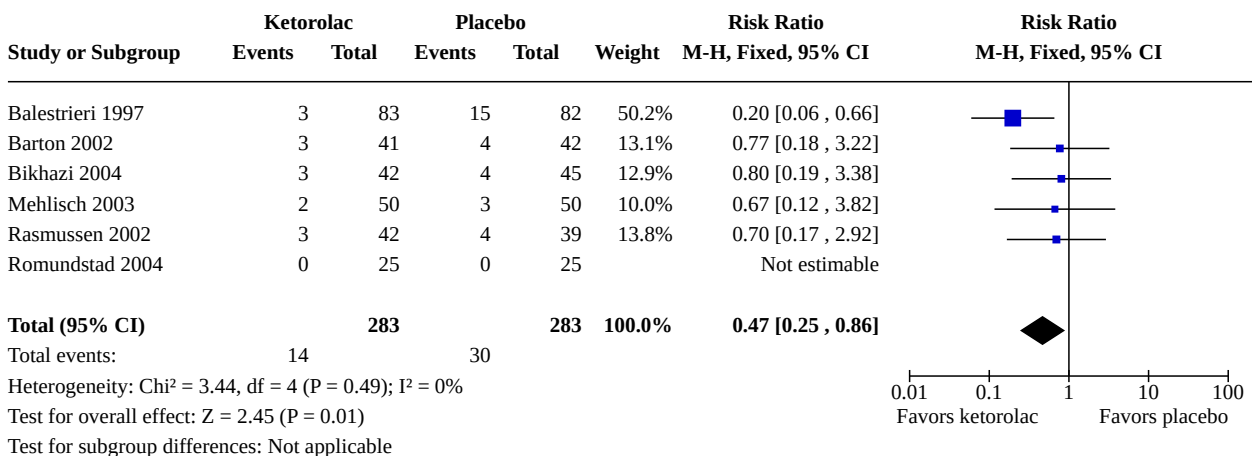 Ketorolac Placebo Risk Ratio Risk Ratio
Study or Subgroup Events Total Events Total Weight M-H, Fixed, 95% CI M-H, Fixed, 95% CI
Balestrieri 1997 3 83 15 82 50.2% 0.20 [0.06 , 0.66]
Barton 2002 3 41 4 42 13.1% 0.77 [0.18 , 3.22]
Bikhazi 2004 3 42 4 45 12.9% 0.80 [0.19 , 3.38]
Mehlisch 2003 2 50 3 50 10.0% 0.67 [0.12 , 3.82]
Rasmussen 2002 3 42 4 39 13.8% 0.70 [0.17 , 2.92]
Romundstad 2004 0 25 0 25 Not estimable
Total (95% CI) 283 283 100.0% 0.47 [0.25 , 0.86]
Total events: 14 30
Heterogeneity: Chi² = 3.44, df = 4 (P = 0.49); I² = 0% 0.01 0.1 1 10 100
Test for overall effect: Z = 2.45 (P = 0.01) Favors ketorolac Favors placebo
Test for subgroup differences: Not applicable